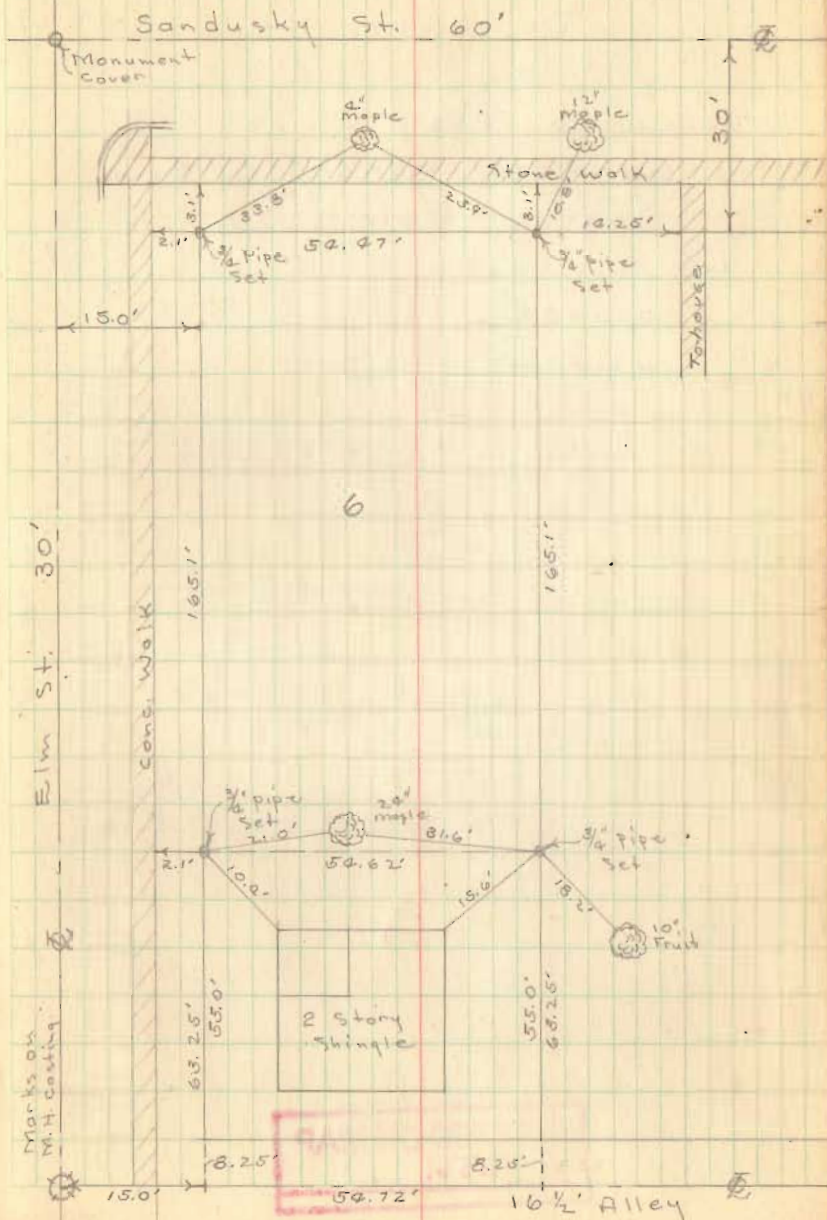 Sandusky St. 60'
Monument
Cover
4"
maple
12"
maple
30'
Stone Walk
3.1'
33.8'
23.4'
3.1'
10.8'
2.1'
54.47'
14.25'
3/4" pipe
Set
3/4" pipe
Set
15.0'
6
Elm St. 30'
Conc. Walk
165.1'
165.1'
3/4" pipe
Set
24"
maple
3/4" pipe
Set
21.0'
31.6'
2.1'
54.62'
10.4'
15.6'
18.2'
10"
Fruit
63.25'
55.0'
2 Story
Shingle
55.0'
63.25'
Marks on
M.H. Casting
8.25'
8.25'
15.0'
54.72'
16 1/2' Alley